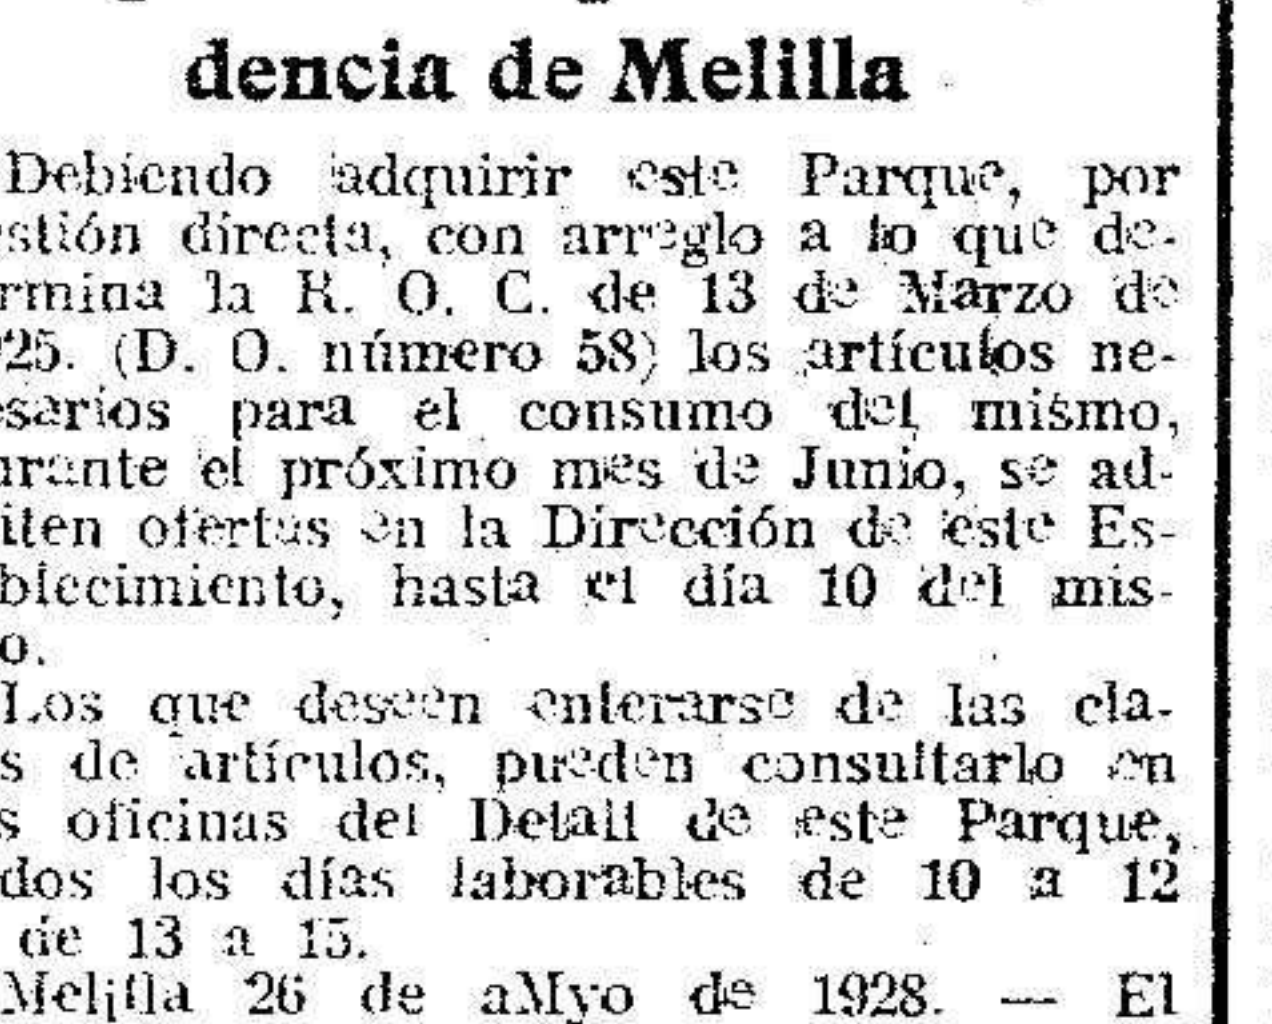 dencia de Melilla
Debiendo adquirir este Parque, por
stión directa, con arreglo a lo que de-
rmina la R. O. C. de 13 de Marzo de
925. (D. O. número 58) los artículos ne-
esarios para el consumo del mismo,
urante el próximo mes de Junio, se ad-
iten ofertas en la Dirección de este Es-
blecimiento, hasta el día 10 del mis-
o.
Los que deseen enterarse de las cla-
s de artículos, pueden consultarlo en
s oficinas del Detall de este Parque,
dos los días laborables de 10 a 12
de 13 a 15.
Melilla 26 de aMyo de 1928. — El